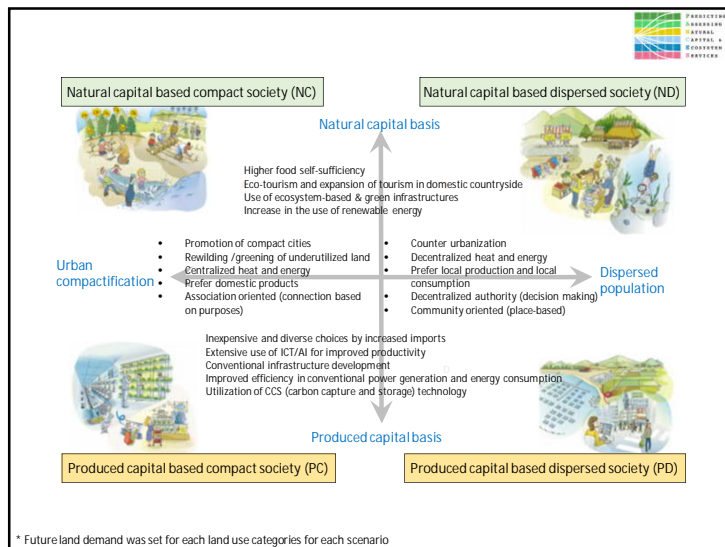 PREDICTING
ASSESSING
NATURAL
CAPITAL &
ECOSYSTEM
SERVICES
Natural capital based compact society (NC)
Natural capital based dispersed society (ND)
Natural capital basis
Higher food self-sufficiency
Eco-tourism and expansion of tourism in domestic countryside
Use of ecosystem-based & green infrastructures
Increase in the use of renewable energy
Urban
compactification
• Promotion of compact cities
• Rewilding /greening of underutilized land
• Centralized heat and energy
• Prefer domestic products
• Association oriented (connection based
on purposes)
• Counter urbanization
• Decentralized heat and energy
• Prefer local production and local
consumption
• Decentralized authority (decision making)
• Community oriented (place-based)
Dispersed
population
Inexpensive and diverse choices by increased imports
Extensive use of ICT/AI for improved productivity
Conventional infrastructure development
Improved efficiency in conventional power generation and energy consumption
Utilization of CCS (carbon capture and storage) technology
Produced capital basis
Produced capital based compact society (PC)
Produced capital based dispersed society (PD)
* Future land demand was set for each land use categories for each scenario